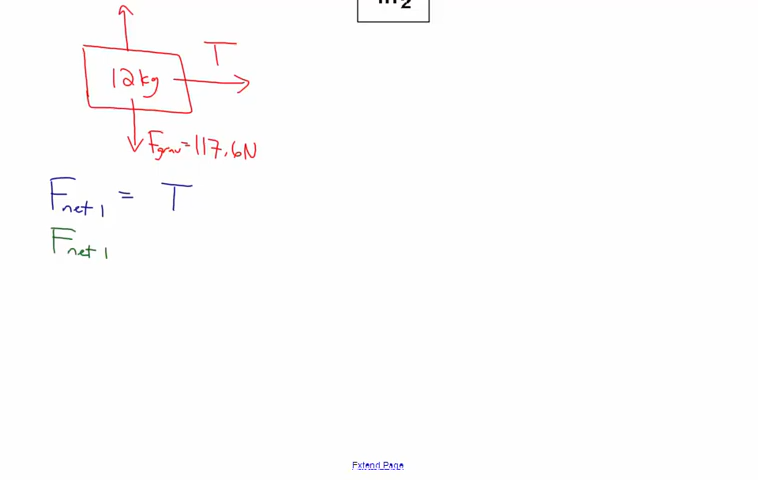 m2
T
12kg
Fgrav=117.6N
Fnet 1 = T
Fnet 1
Extend Page